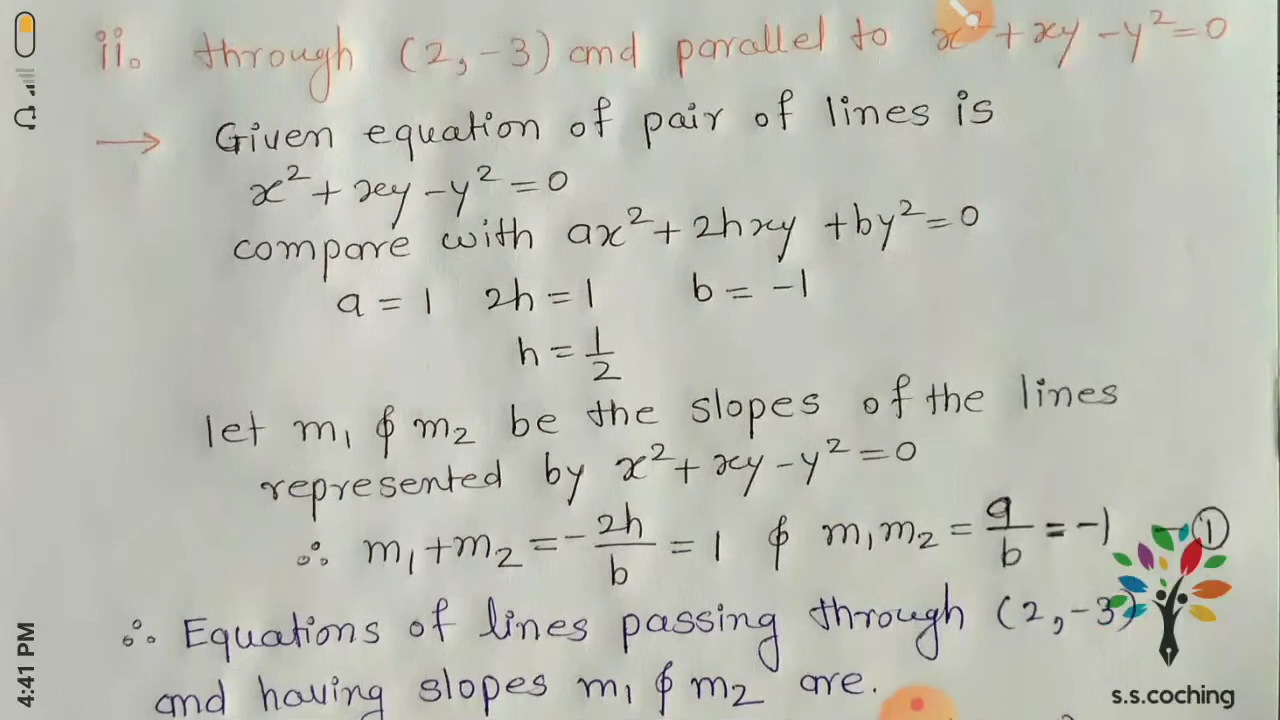 ii. through (2, -3) and parallel to x²+xy-y²=0
→ Given equation of pair of lines is
x²+xy-y²=0
compare with ax²+2hxy+by²=0
a=1 2h=1 b=-1
h=1/2
let m₁ & m₂ be the slopes of the lines
represented by x²+xy-y²=0
∴ m₁+m₂=-2h/b=1 & m₁m₂=a/b=-1 -①
∴ Equations of lines passing through (2, -3)
and having slopes m₁ & m₂ are.
s.s.coching
4:41 PM